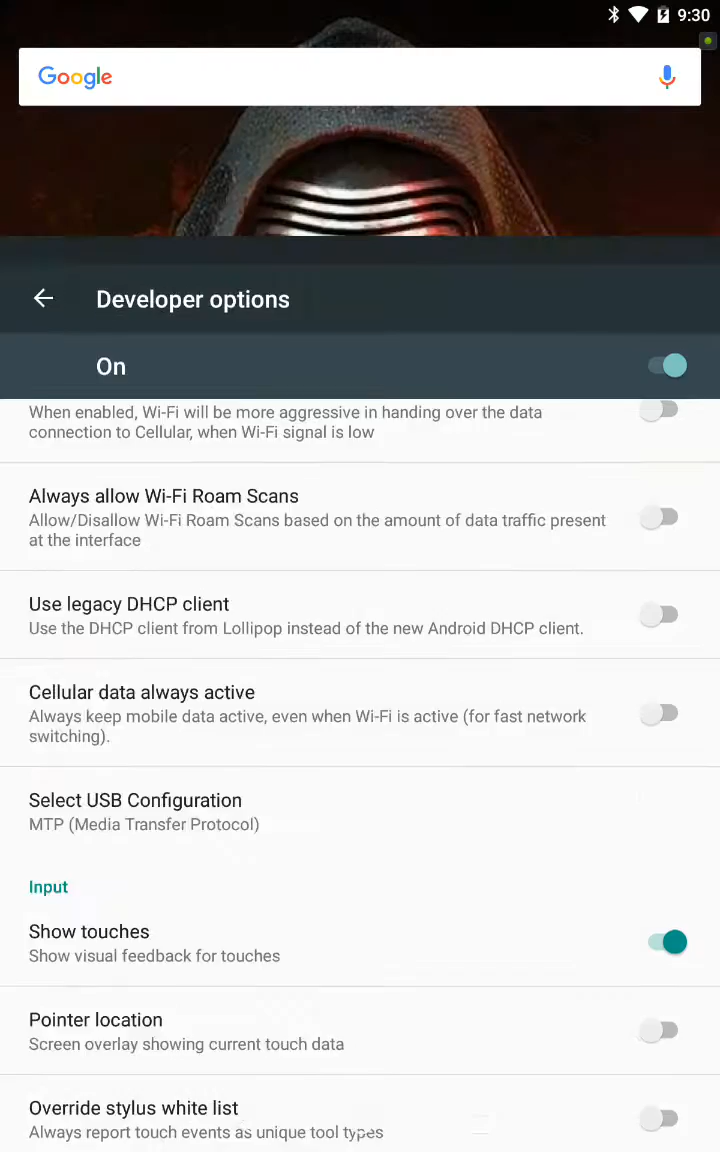 9:30
Google
Developer options
On
When enabled, Wi-Fi will be more aggressive in handing over the data
connection to Cellular, when Wi-Fi signal is low
Always allow Wi-Fi Roam Scans
Allow/Disallow Wi-Fi Roam Scans based on the amount of data traffic present
at the interface
Use legacy DHCP client
Use the DHCP client from Lollipop instead of the new Android DHCP client.
Cellular data always active
Always keep mobile data active, even when Wi-Fi is active (for fast network
switching).
Select USB Configuration
MTP (Media Transfer Protocol)
Input
Show touches
Show visual feedback for touches
Pointer location
Screen overlay showing current touch data
Override stylus white list
Always report touch events as unique tool types